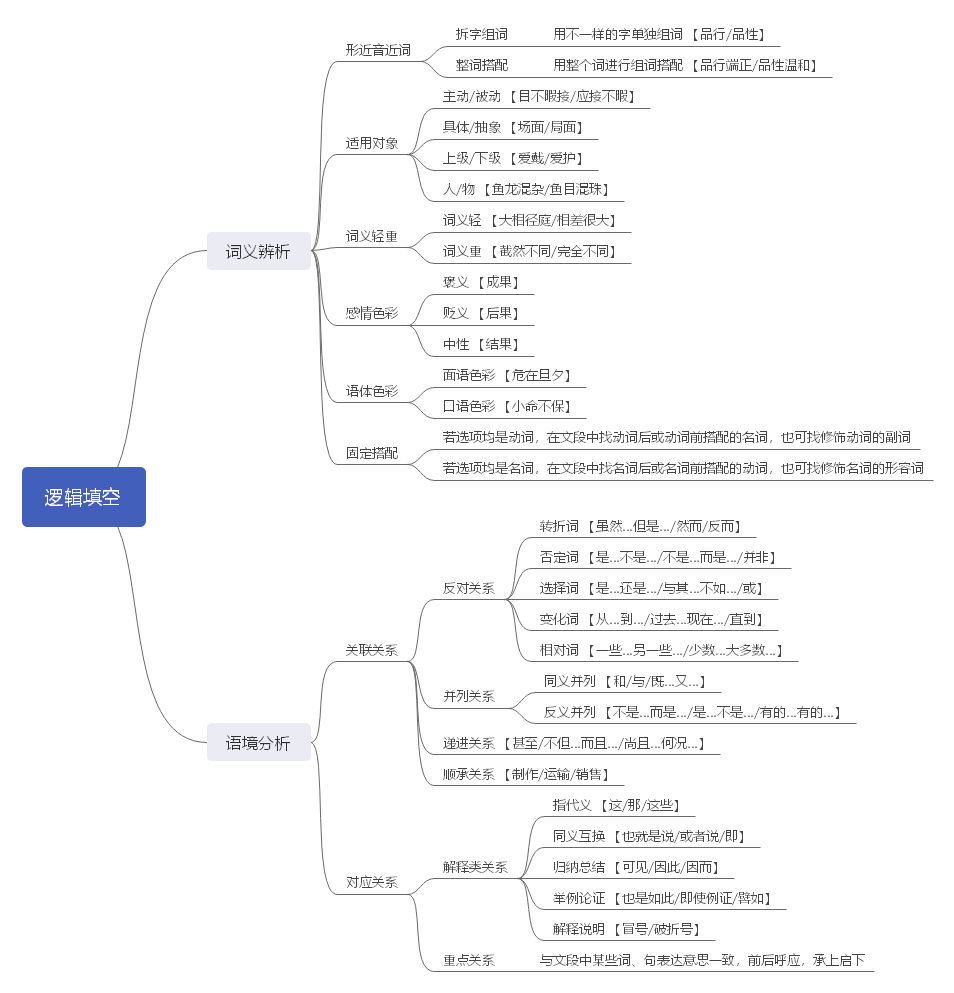 逻辑填空
词义辨析
形近音近词
拆字组词
用不一样的字单独组词 【品行/品性】
整词搭配
用整个词进行组词搭配 【品行端正/品性温和】
适用对象
主动/被动 【目不暇接/应接不暇】
具体/抽象 【场面/局面】
上级/下级 【爱戴/爱护】
人/物 【鱼龙混杂/鱼目混珠】
词义轻重
词义轻 【大相径庭/相差很大】
词义重 【截然不同/完全不同】
感情色彩
褒义 【成果】
贬义 【后果】
中性 【结果】
语体色彩
面语色彩 【危在旦夕】
口语色彩 【小命不保】
固定搭配
若选项均是动词，在文段中找动词后或动词前搭配的名词，也可找修饰动词的副词
若选项均是名词，在文段中找名词后或名词前搭配的动词，也可找修饰名词的形容词
语境分析
关联关系
反对关系
转折词 【虽然...但是.../然而/反而】
否定词 【是...不是.../不是...而是.../并非】
选择词 【是...还是.../与其...不如.../或】
变化词 【从...到.../过去...现在.../直到】
相对词 【一些...另一些.../少数...大多数...】
并列关系
同义并列 【和/与/既...又...】
反义并列 【不是...而是.../是...不是.../有的...有的...】
递进关系 【甚至/不但...而且.../尚且...何况...】
顺承关系 【制作/运输/销售】
对应关系
解释类关系
指代义 【这/那/这些】
同义互换 【也就是说/或者说/即】
归纳总结 【可见/因此/因而】
举例论证 【也是如此/即使例证/譬如】
解释说明 【冒号/破折号】
重点关系
与文段中某些词、句表达意思一致，前后呼应，承上启下